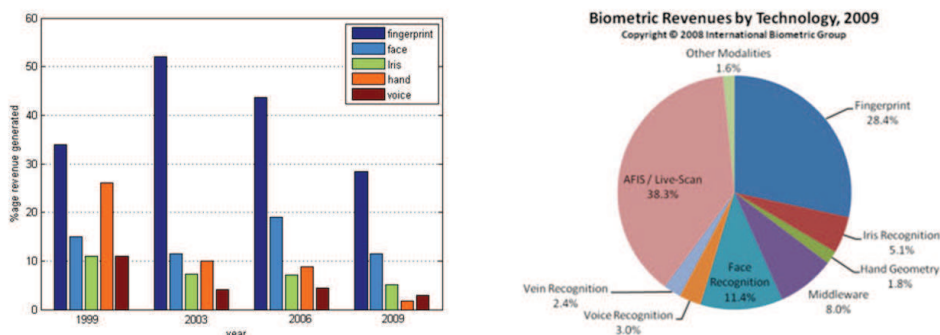 60
50
40
30
20
10
0
%age revenue generated
1999
2003
2006
2009
year
fingerprint
face
Iris
hand
voice
Biometric Revenues by Technology, 2009
Copyright © 2008 International Biometric Group
Other Modalities
1.6%
Fingerprint
28.4%
AFIS / Live-Scan
38.3%
Iris Recognition
5.1%
Hand Geometry
1.8%
Face
Recognition
11.4%
Middleware
8.0%
Vein Recognition
2.4%
Voice Recognition
3.0%